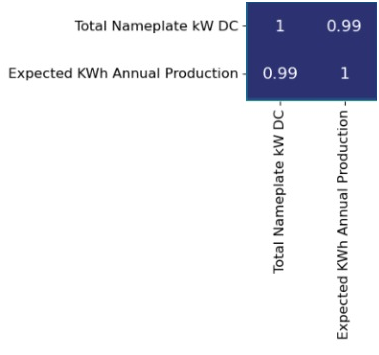 Total Nameplate kW DC
1 0.99
Expected KWh Annual Production
0.99 1
Total Nameplate kW DC
Expected KWh Annual Production